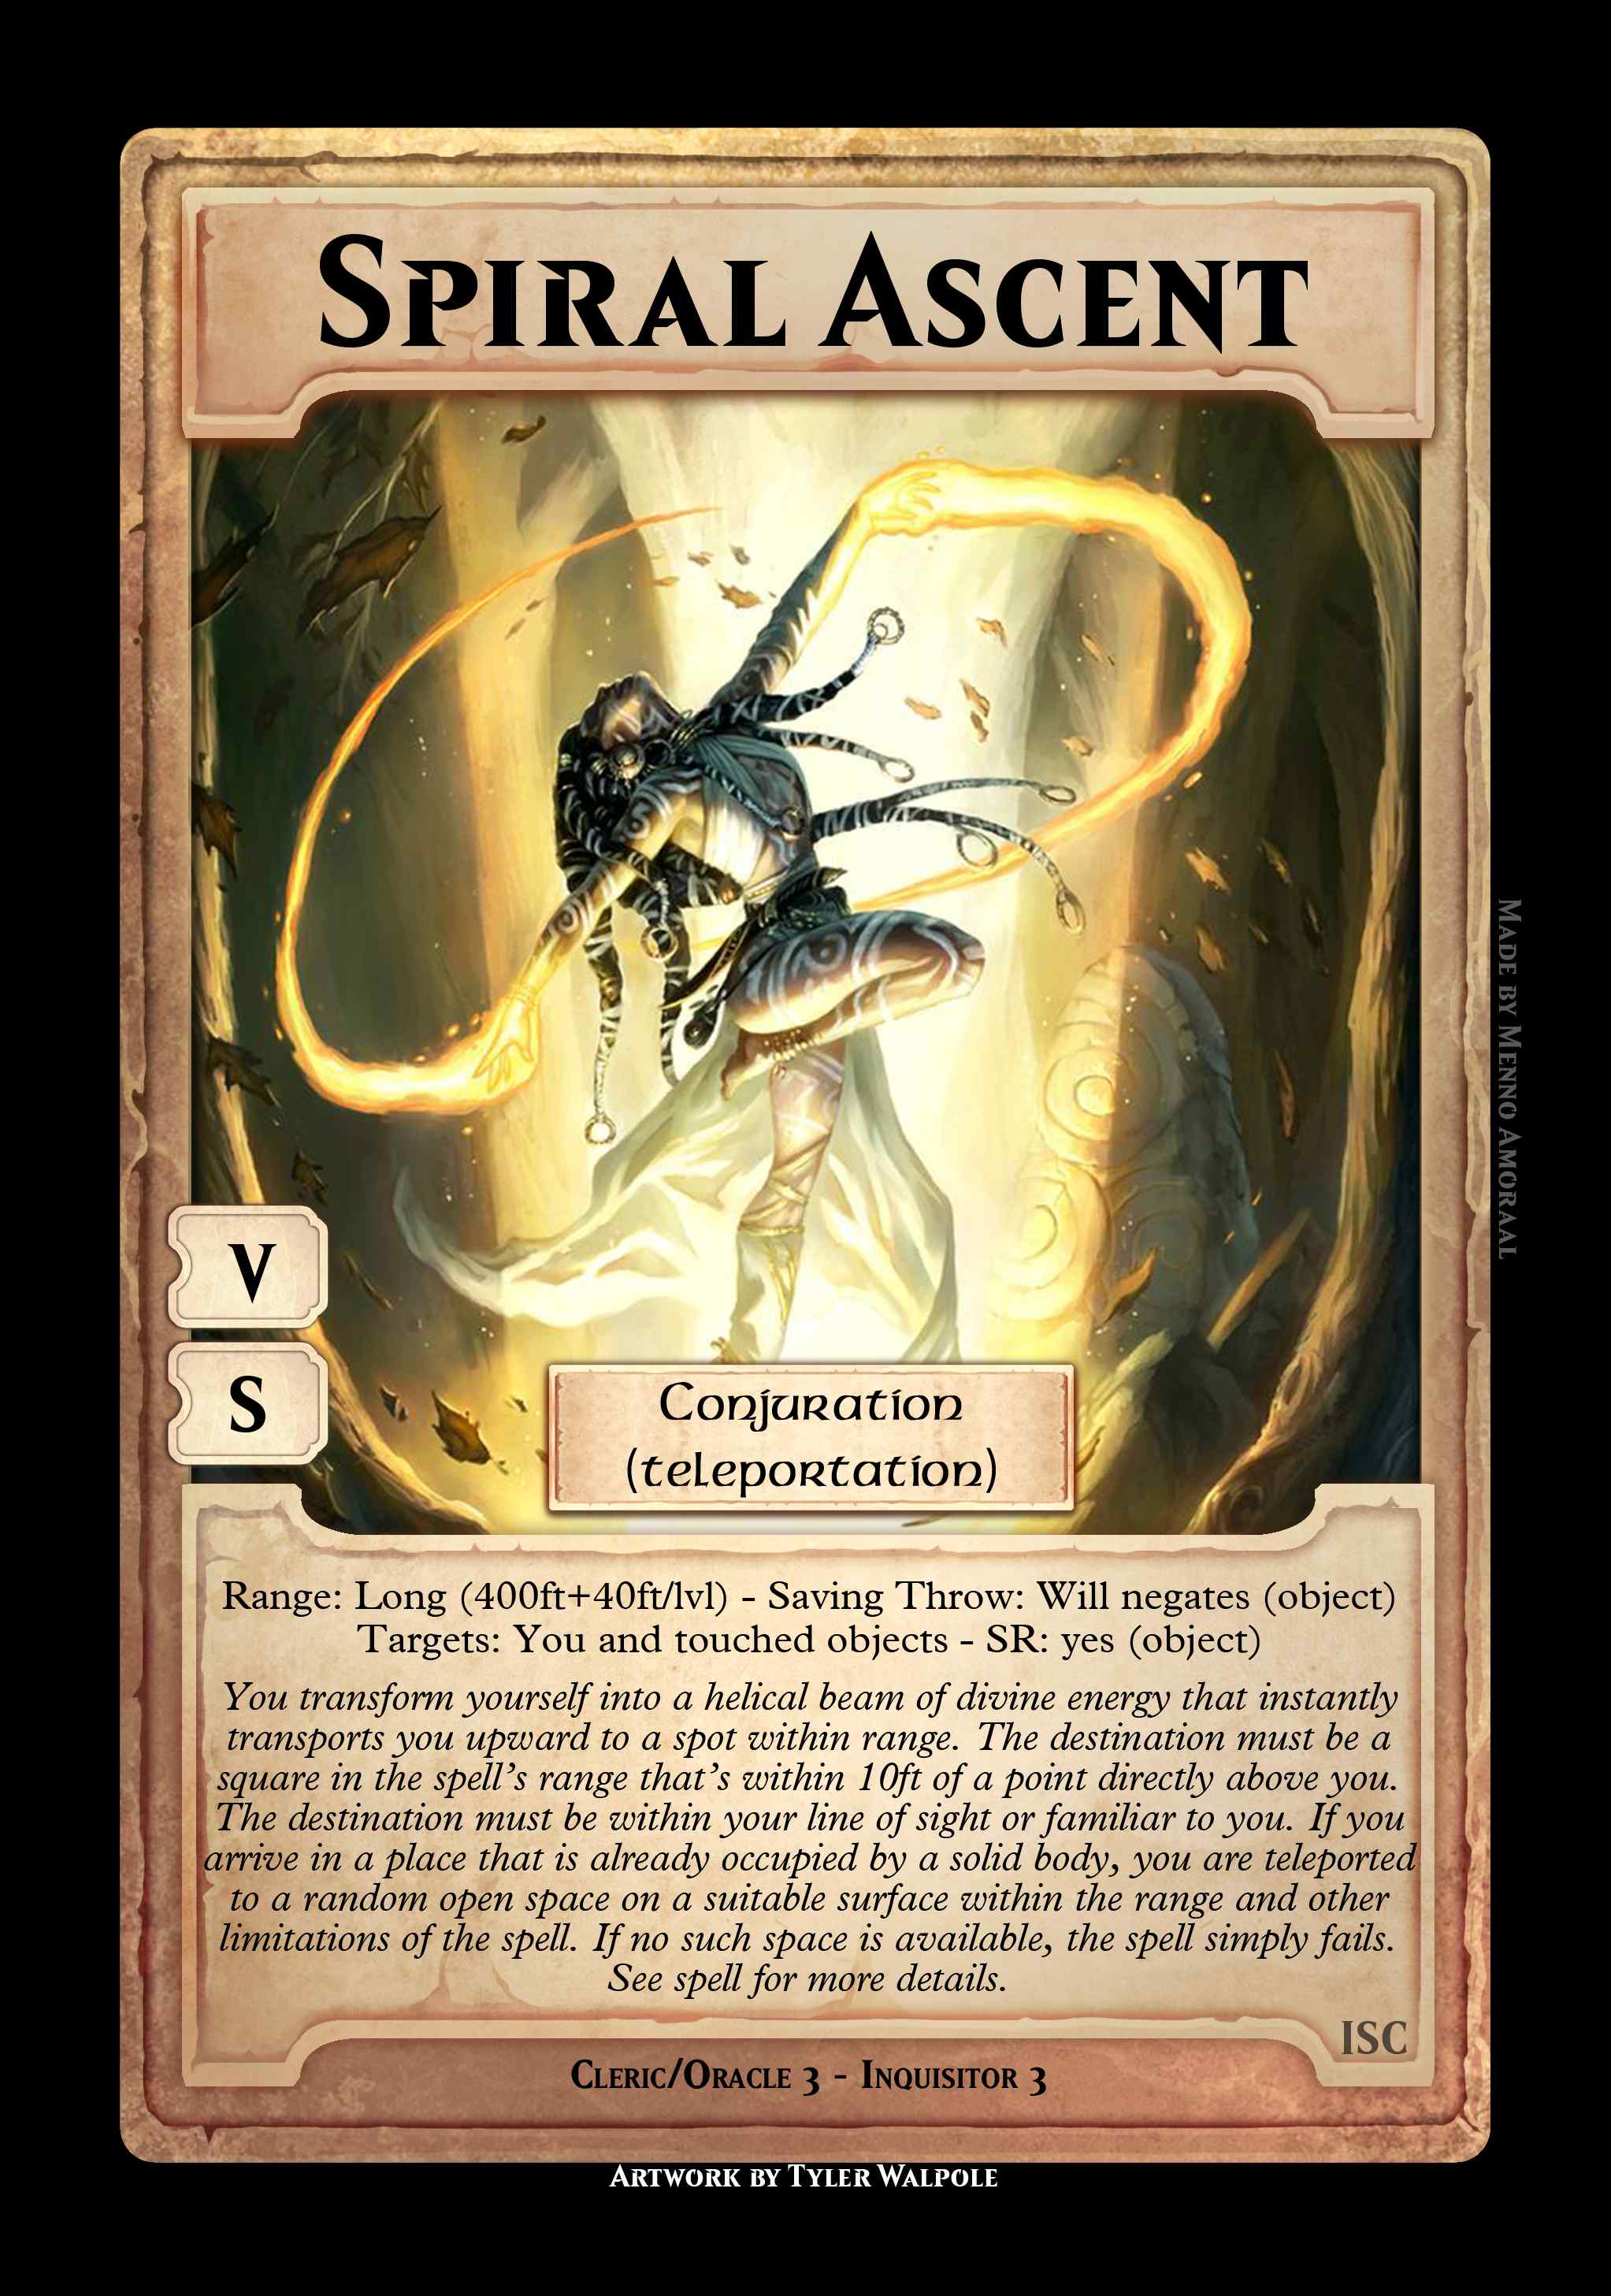 Spiral Ascent
V
S
Conjuration
(teleportation)
Range: Long (400ft+40ft/lvl) - Saving Throw: Will negates (object)
Targets: You and touched objects - SR: yes (object)
You transform yourself into a helical beam of divine energy that instantly
transports you upward to a spot within range. The destination must be a
square in the spell's range that's within 10ft of a point directly above you.
The destination must be within your line of sight or familiar to you. If you
arrive in a place that is already occupied by a solid body, you are teleported
to a random open space on a suitable surface within the range and other
limitations of the spell. If no such space is available, the spell simply fails.
See spell for more details.
ISC
Cleric/Oracle 3 - Inquisitor 3
Artwork by Tyler Walpole
Made by Menno Amoraal